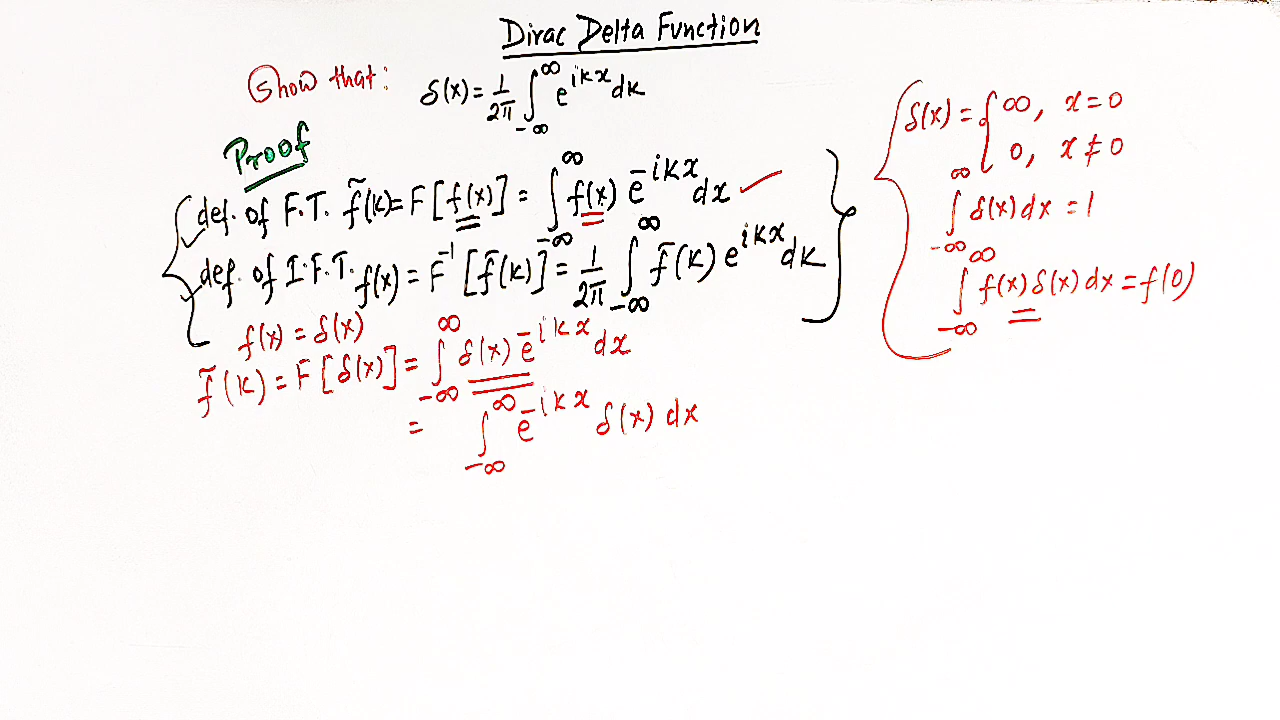 Dirac Delta Function
Show that: δ(x) = 1/2π ∫_{-∞}^{∞} e^{ikx} dk
Proof
def. of F.T. f̃(k) = F[f(x)] = ∫_{-∞}^{∞} f(x) e^{-ikx} dx ✓
def. of I.F.T. f(x) = F^{-1}[f̃(k)] = 1/2π ∫_{-∞}^{∞} f̃(k) e^{ikx} dk
f(x) = δ(x)
f̃(k) = F[δ(x)] = ∫_{-∞}^{∞} δ(x) e^{-ikx} dx
= ∫_{-∞}^{∞} e^{-ikx} δ(x) dx
δ(x) = { ∞, x = 0
0, x ≠ 0
∫_{-∞}^{∞} δ(x) dx = 1
∫_{-∞}^{∞} f(x) δ(x) dx = f(0)